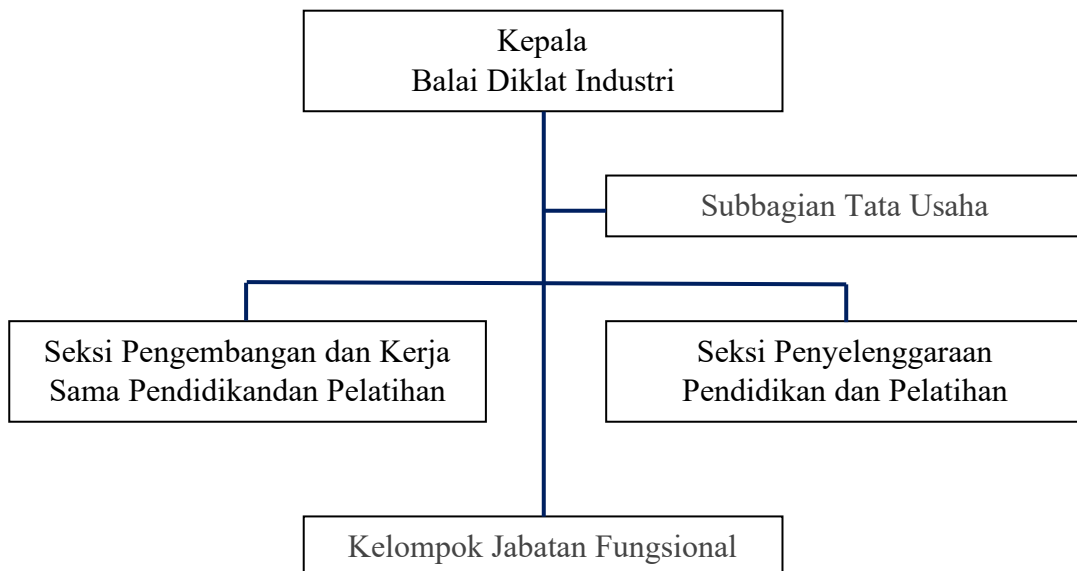 Kepala
Balai Diklat Industri
Subbagian Tata Usaha
Seksi Pengembangan dan Kerja
Sama Pendidikandan Pelatihan
Seksi Penyelenggaraan
Pendidikan dan Pelatihan
Kelompok Jabatan Fungsional